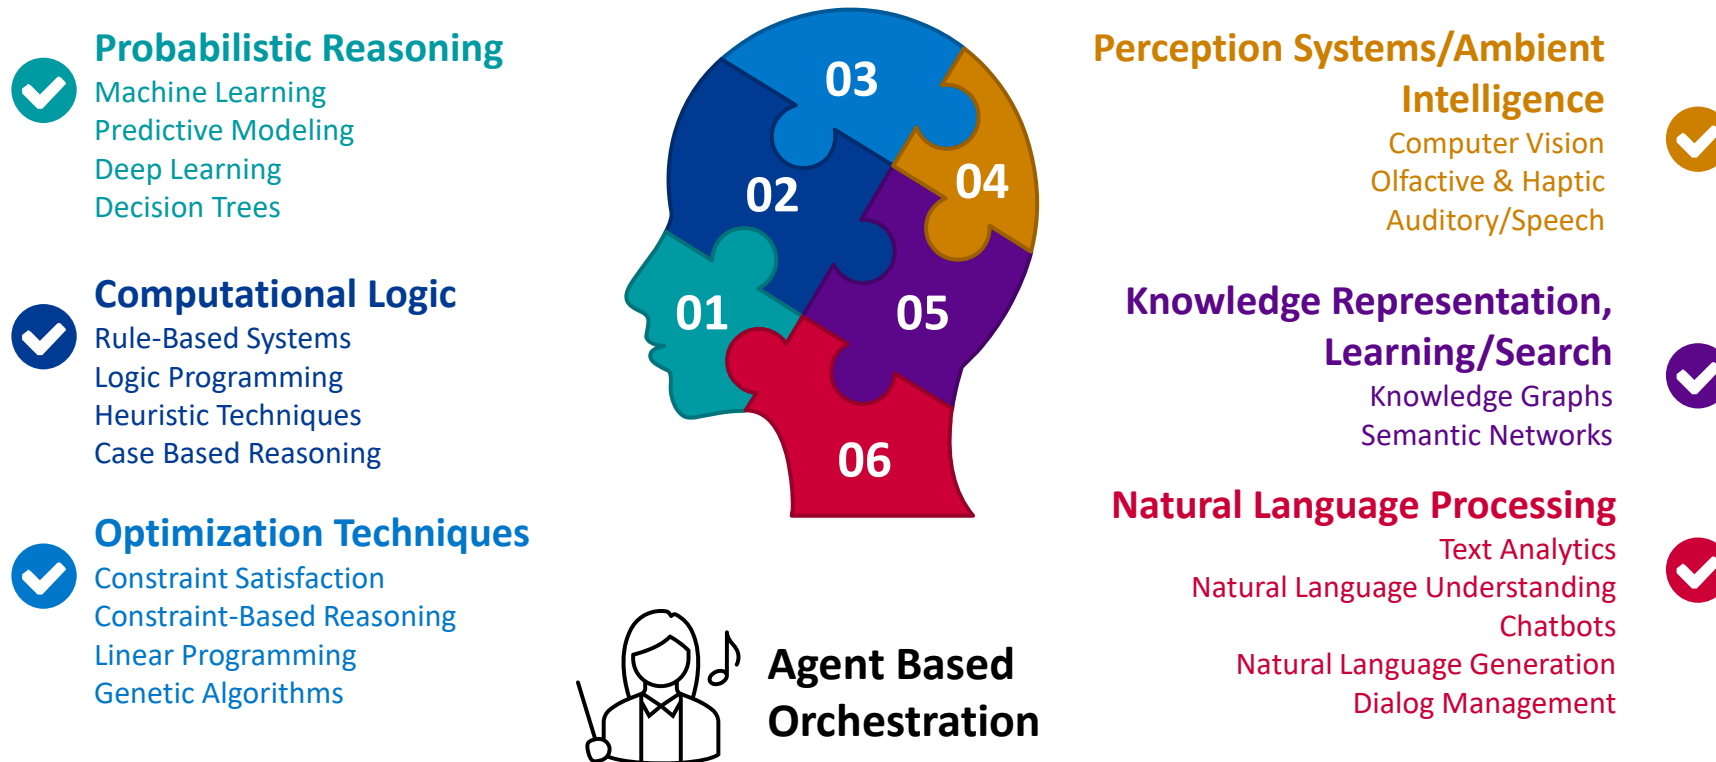 Probabilistic Reasoning
Machine Learning
Predictive Modeling
Deep Learning
Decision Trees
Computational Logic
Rule-Based Systems
Logic Programming
Heuristic Techniques
Case Based Reasoning
Optimization Techniques
Constraint Satisfaction
Constraint-Based Reasoning
Linear Programming
Genetic Algorithms
03
04
02
01
05
06
Agent Based
Orchestration
Perception Systems/Ambient
Intelligence
Computer Vision
Olfactive & Haptic
Auditory/Speech
Knowledge Representation,
Learning/Search
Knowledge Graphs
Semantic Networks
Natural Language Processing
Text Analytics
Natural Language Understanding
Chatbots
Natural Language Generation
Dialog Management